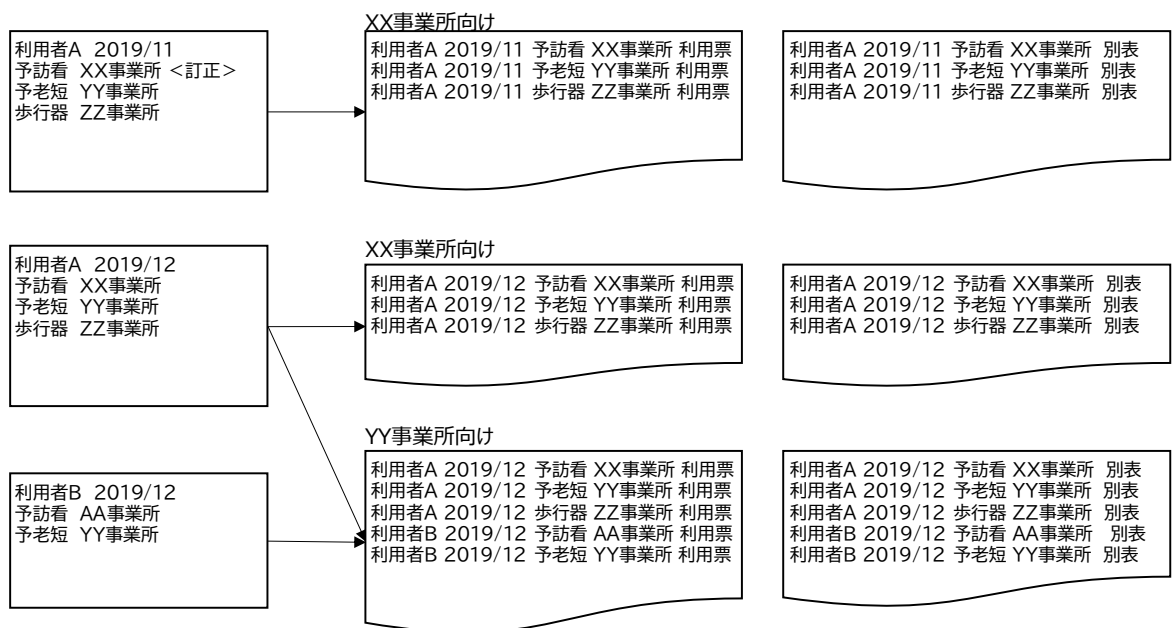 XX事業所向け
利用者A 2019/11
予訪看 XX事業所 <訂正>
予老短 YY事業所
歩行器 ZZ事業所
利用者A 2019/11 予訪看 XX事業所 利用票
利用者A 2019/11 予老短 YY事業所 利用票
利用者A 2019/11 歩行器 ZZ事業所 利用票
利用者A 2019/11 予訪看 XX事業所 別表
利用者A 2019/11 予老短 YY事業所 別表
利用者A 2019/11 歩行器 ZZ事業所 別表
XX事業所向け
利用者A 2019/12
予訪看 XX事業所
予老短 YY事業所
歩行器 ZZ事業所
利用者A 2019/12 予訪看 XX事業所 利用票
利用者A 2019/12 予老短 YY事業所 利用票
利用者A 2019/12 歩行器 ZZ事業所 利用票
利用者A 2019/12 予訪看 XX事業所 別表
利用者A 2019/12 予老短 YY事業所 別表
利用者A 2019/12 歩行器 ZZ事業所 別表
YY事業所向け
利用者B 2019/12
予訪看 AA事業所
予老短 YY事業所
利用者A 2019/12 予訪看 XX事業所 利用票
利用者A 2019/12 予老短 YY事業所 利用票
利用者A 2019/12 歩行器 ZZ事業所 利用票
利用者B 2019/12 予訪看 AA事業所 利用票
利用者B 2019/12 予老短 YY事業所 利用票
利用者A 2019/12 予訪看 XX事業所 別表
利用者A 2019/12 予老短 YY事業所 別表
利用者A 2019/12 歩行器 ZZ事業所 別表
利用者B 2019/12 予訪看 AA事業所 別表
利用者B 2019/12 予老短 YY事業所 別表